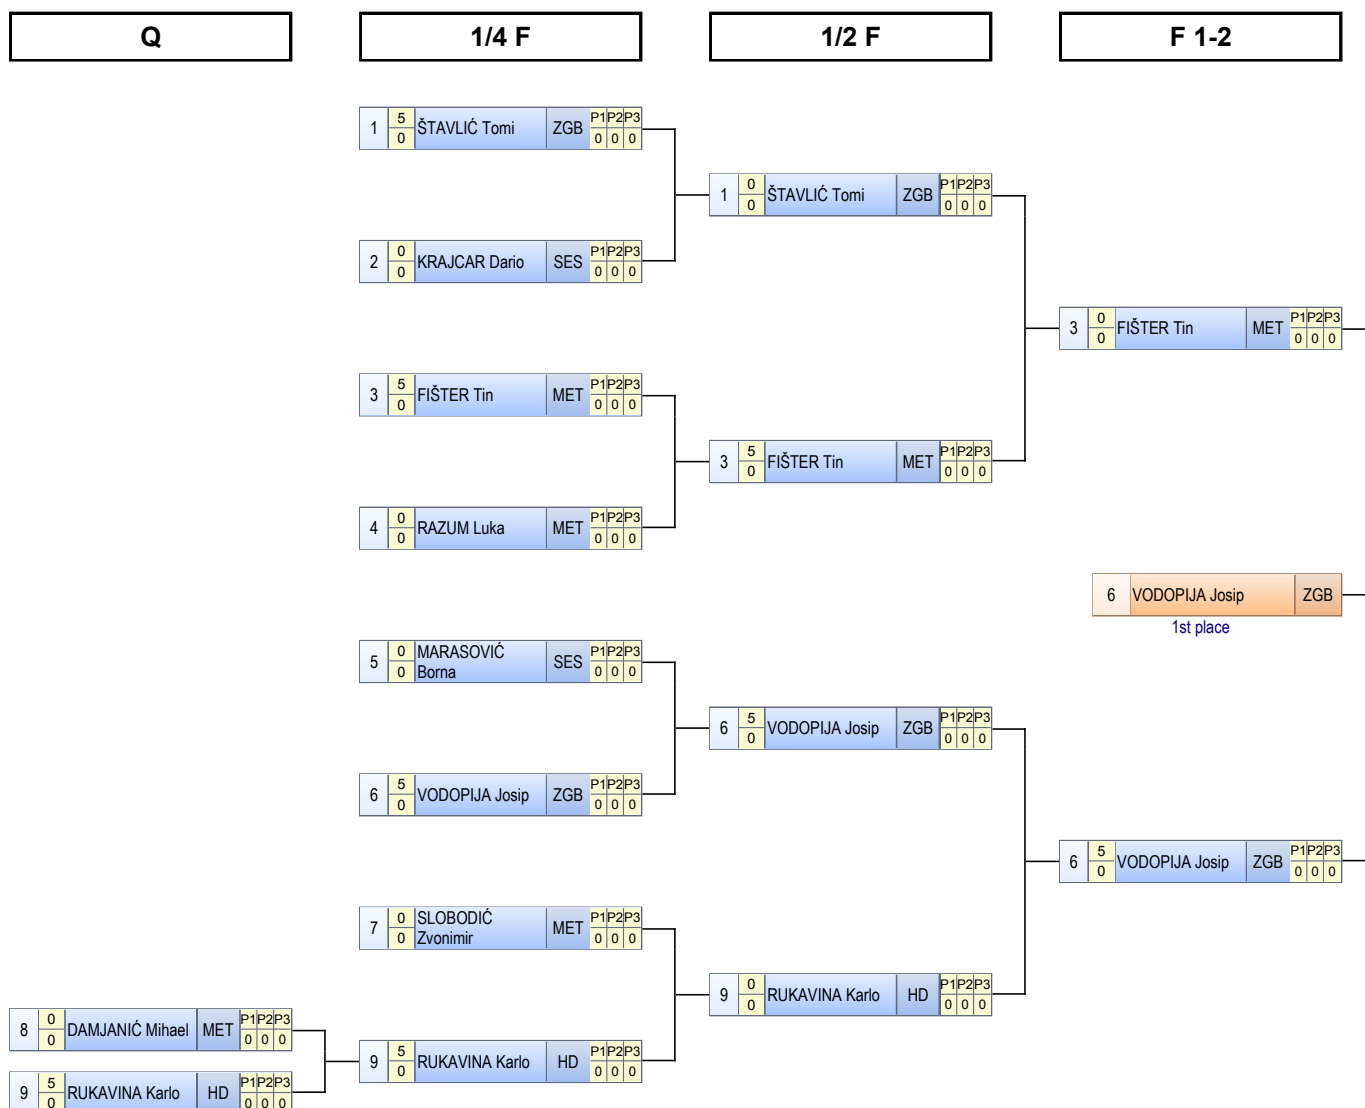 Q
1/4 F
1/2 F
F 1-2
1 5 0 ŠTAVLIĆ Tomi ZGB P1 P2 P3 0 0 0
1 0 0 ŠTAVLIĆ Tomi ZGB P1 P2 P3 0 0 0
2 0 0 KRAJCAR Dario SES P1 P2 P3 0 0 0
3 0 0 FIŠTER Tin MET P1 P2 P3 0 0 0
3 5 0 FIŠTER Tin MET P1 P2 P3 0 0 0
3 5 0 FIŠTER Tin MET P1 P2 P3 0 0 0
4 0 0 RAZUM Luka MET P1 P2 P3 0 0 0
6 VODOPIJA Josip ZGB
1st place
5 0 0 MARASOVIĆ
Borna SES P1 P2 P3 0 0 0
6 5 0 VODOPIJA Josip ZGB P1 P2 P3 0 0 0
6 5 0 VODOPIJA Josip ZGB P1 P2 P3 0 0 0
6 5 0 VODOPIJA Josip ZGB P1 P2 P3 0 0 0
7 0 0 SLOBODIĆ
Zvonimir MET P1 P2 P3 0 0 0
9 0 0 RUKAVINA Karlo HD P1 P2 P3 0 0 0
8 0 0 DAMJANIĆ Mihael MET P1 P2 P3 0 0 0
9 5 0 RUKAVINA Karlo HD P1 P2 P3 0 0 0
9 5 0 RUKAVINA Karlo HD P1 P2 P3 0 0 0